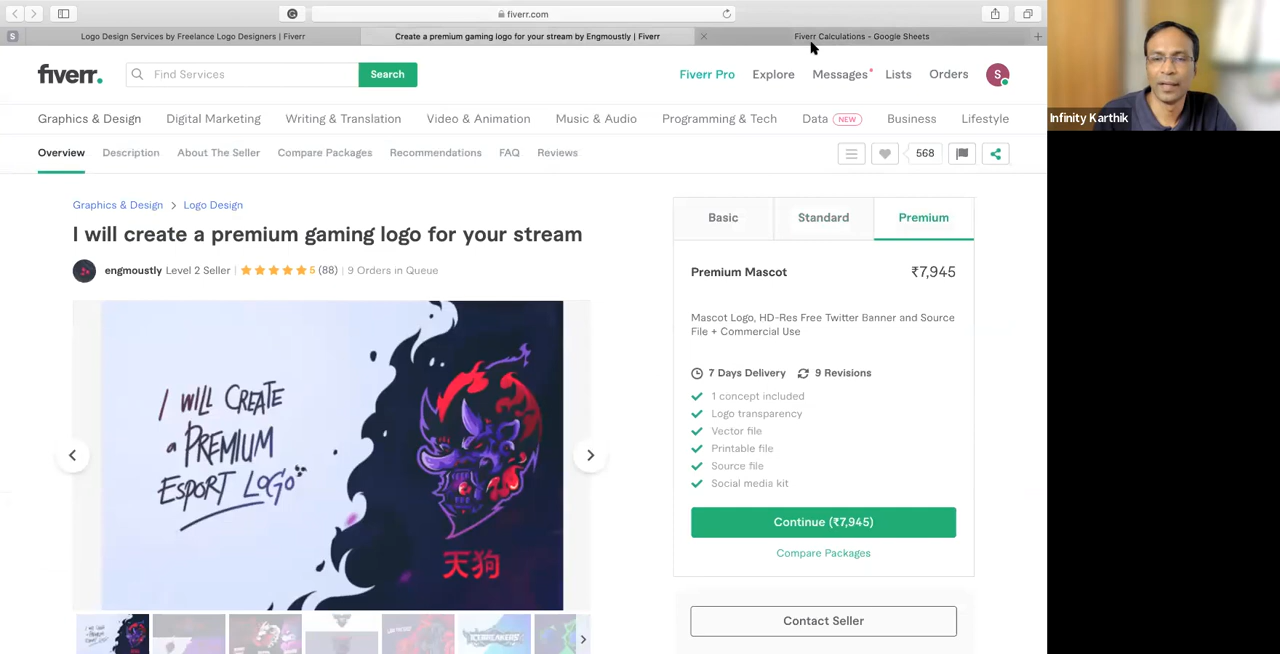 fiverr.com
S
Logo Design Services by Freelance Logo Designers | Fiverr
Create a premium gaming logo for your stream by Engmoustly | Fiverr
Fiverr Calculations - Google Sheets
fiverr.
Find Services
Search
Fiverr Pro
Explore
Messages
Lists
Orders
S
Graphics & Design
Digital Marketing
Writing & Translation
Video & Animation
Music & Audio
Programming & Tech
Data NEW
Business
Lifestyle
Overview
Description
About The Seller
Compare Packages
Recommendations
FAQ
Reviews
568
Graphics & Design > Logo Design
I will create a premium gaming logo for your stream
engmoustly Level 2 Seller | 5 (88) | 9 Orders in Queue
I WILL CREATE
a PREMIUM
ESPORT LOGO
天狗
Basic
Standard
Premium
Premium Mascot
₹7,945
Mascot Logo, HD-Res Free Twitter Banner and Source
File + Commercial Use
7 Days Delivery
9 Revisions
1 concept included
Logo transparency
Vector file
Printable file
Source file
Social media kit
Continue (₹7,945)
Compare Packages
Contact Seller
Infinity Karthik